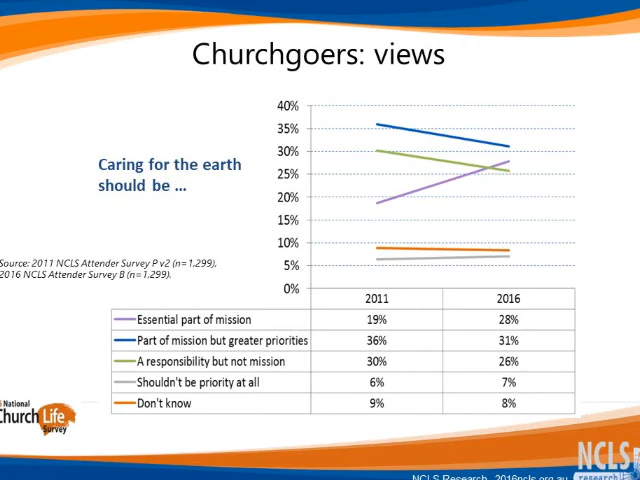 Churchgoers: views
Caring for the earth
should be ...
Source: 2011 NCLS Attender Survey P v2 (n=1,299),
2016 NCLS Attender Survey B (n=1,299).
40%
35%
30%
25%
20%
15%
10%
5%
0%
2011 2016
Essential part of mission 19% 28%
Part of mission but greater priorities 36% 31%
A responsibility but not mission 30% 26%
Shouldn't be priority at all 6% 7%
Don't know 9% 8%
National
Church Life
Survey
NCLS
research
NCLS Research 2016ncls.org.au